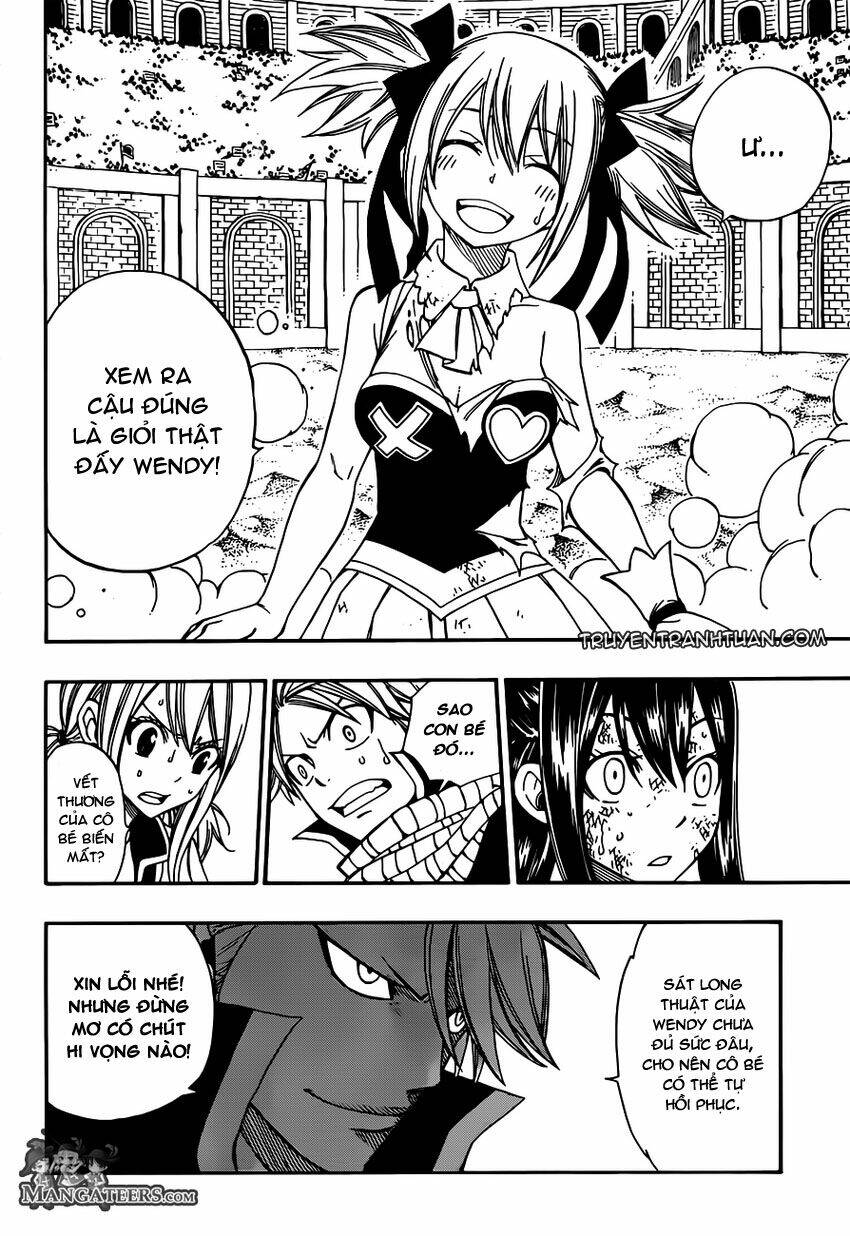 Ư...
XEM RA
CẬU ĐÚNG
LÀ GIỎI THẬT
ĐẤY WENDY!
TRUYENTRANHTUAN.COM
VẾT
THƯƠNG
CỦA CÔ
BÉ BIẾN
MẤT?
SAO
CON BÉ
ĐÓ...
XIN LỖI NHÉ!
NHƯNG ĐỪNG
MƠ CÓ CHÚT
HI VỌNG NÀO!
SÁT LONG
THUẬT CỦA
WENDY CHƯA
ĐỦ SỨC ĐÂU,
CHO NÊN CÔ BÉ
CÓ THỂ TỰ
HỒI PHỤC.
MANGATEERS.COM